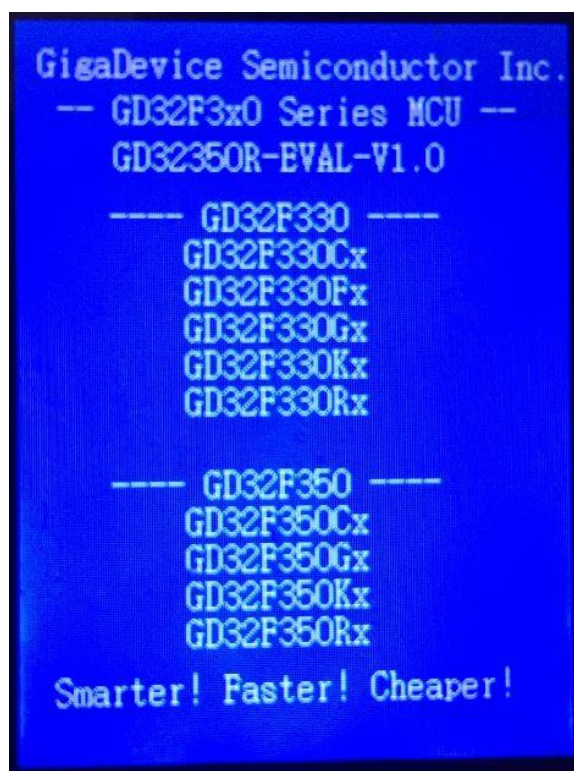 GigaDevice Semiconductor Inc.
-- GD32F3x0 Series MCU --
GD32350R-EVAL-V1.0
---- GD32F330 ----
GD32F330Cx
GD32F330Fx
GD32F330Gx
GD32F330Kx
GD32F330Rx
---- GD32F350 ----
GD32F350Cx
GD32F350Gx
GD32F350Kx
GD32F350Rx
Smarter! Faster! Cheaper!